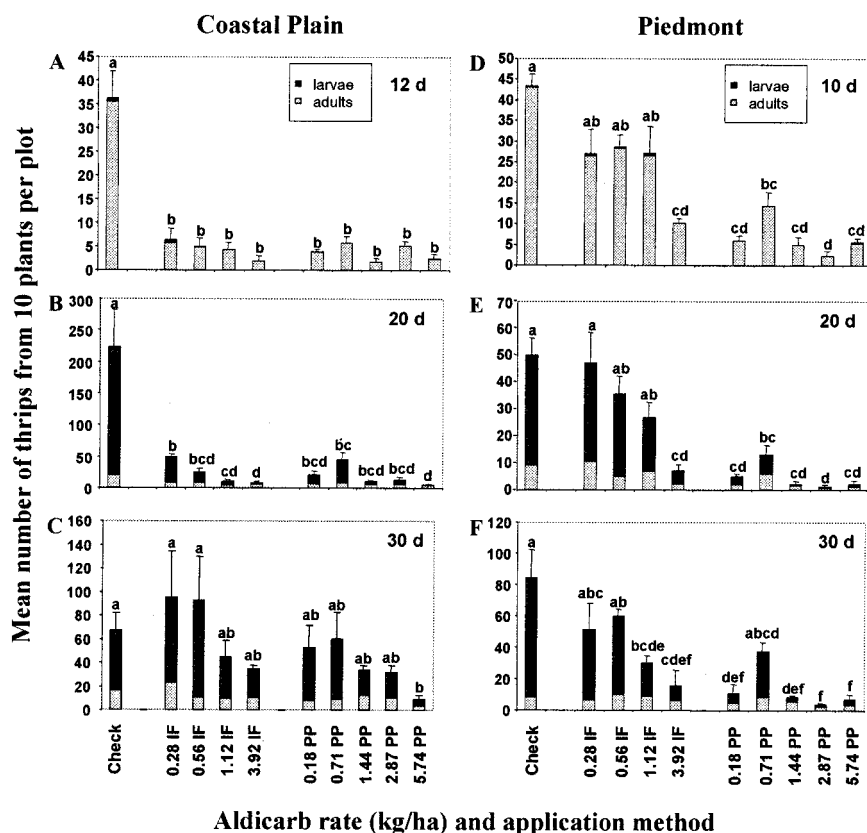 Coastal Plain
Piedmont
Mean number of thrips from 10 plants per plot
A
12 d
larvae
adults
45
40
35
30
25
20
15
10
5
0
a
b
b
b
b
b
b
b
b
b
D
10 d
larvae
adults
50
45
40
35
30
25
20
15
10
5
0
a
ab
ab
ab
cd
cd
bc
cd
d
cd
B
20 d
300
250
200
150
100
50
0
a
b
bcd
cd
d
bcd
bc
bcd
bcd
d
E
20 d
70
60
50
40
30
20
10
0
a
a
ab
ab
cd
cd
bc
cd
d
cd
C
30 d
160
140
120
100
80
60
40
20
0
a
a
a
ab
ab
ab
ab
ab
ab
b
F
30 d
120
100
80
60
40
20
0
a
abc
ab
bcde
cdef
def
abcd
def
f
f
Check
0.28 IF
0.56 IF
1.12 IF
3.92 IF
0.18 PP
0.71 PP
1.44 PP
2.87 PP
5.74 PP
Check
0.28 IF
0.56 IF
1.12 IF
3.92 IF
0.18 PP
0.71 PP
1.44 PP
2.87 PP
5.74 PP
Aldicarb rate (kg/ha) and application method